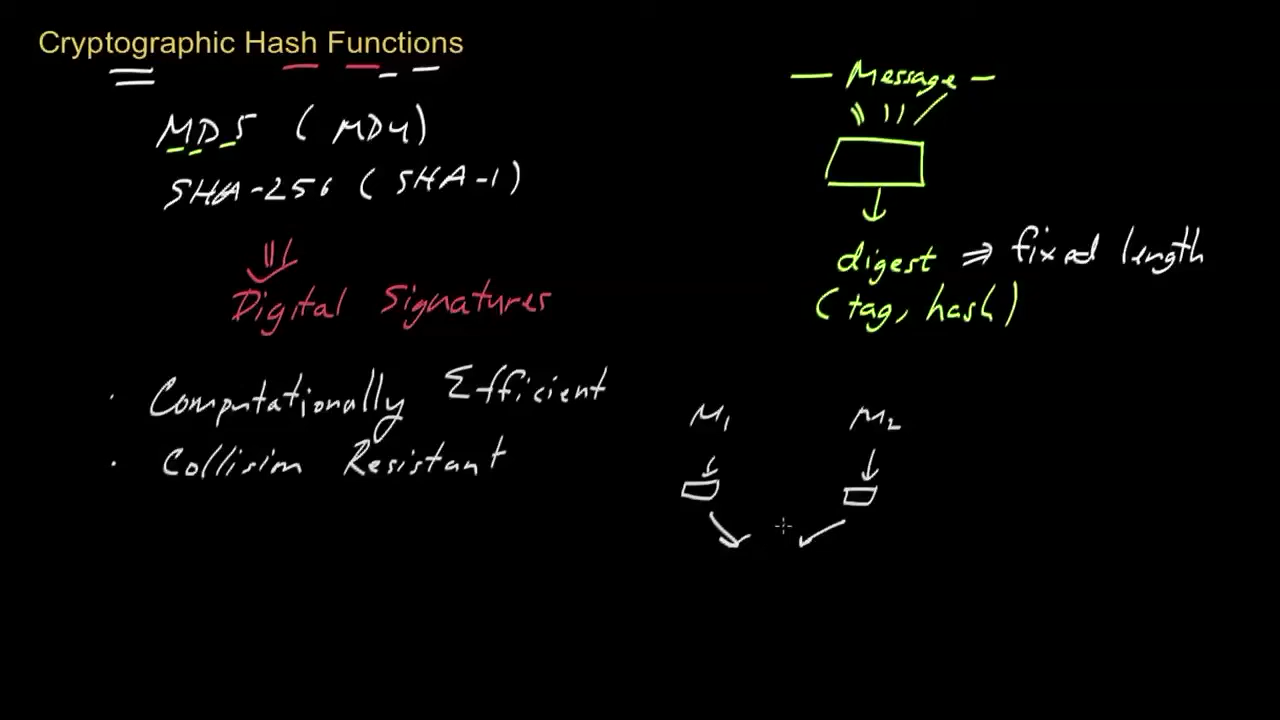 Cryptographic Hash Functions
Message
MD5 (MD4)
SHA-256 (SHA-1)
digest ⇒ fixed length
(tag, hash)
Digital Signatures
· Computationally Efficient
· Collision Resistant
M1 M2